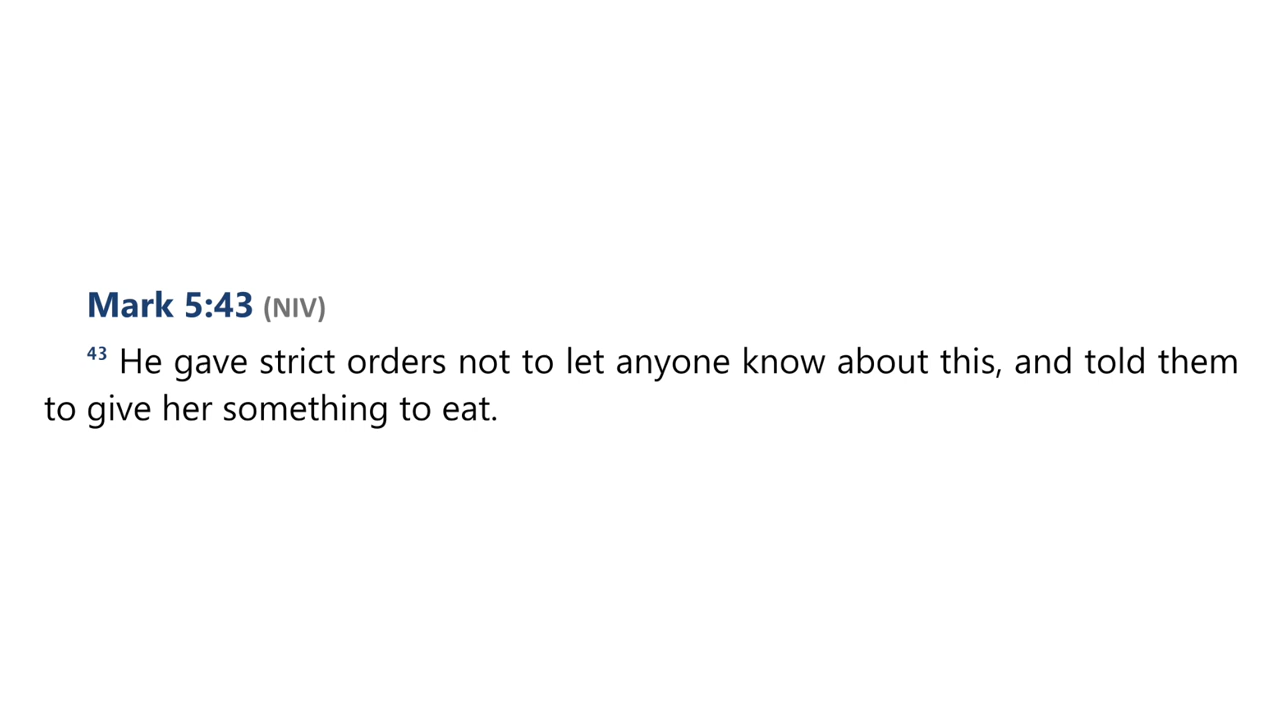 Mark 5:43 (NIV)
43 He gave strict orders not to let anyone know about this, and told them
to give her something to eat.